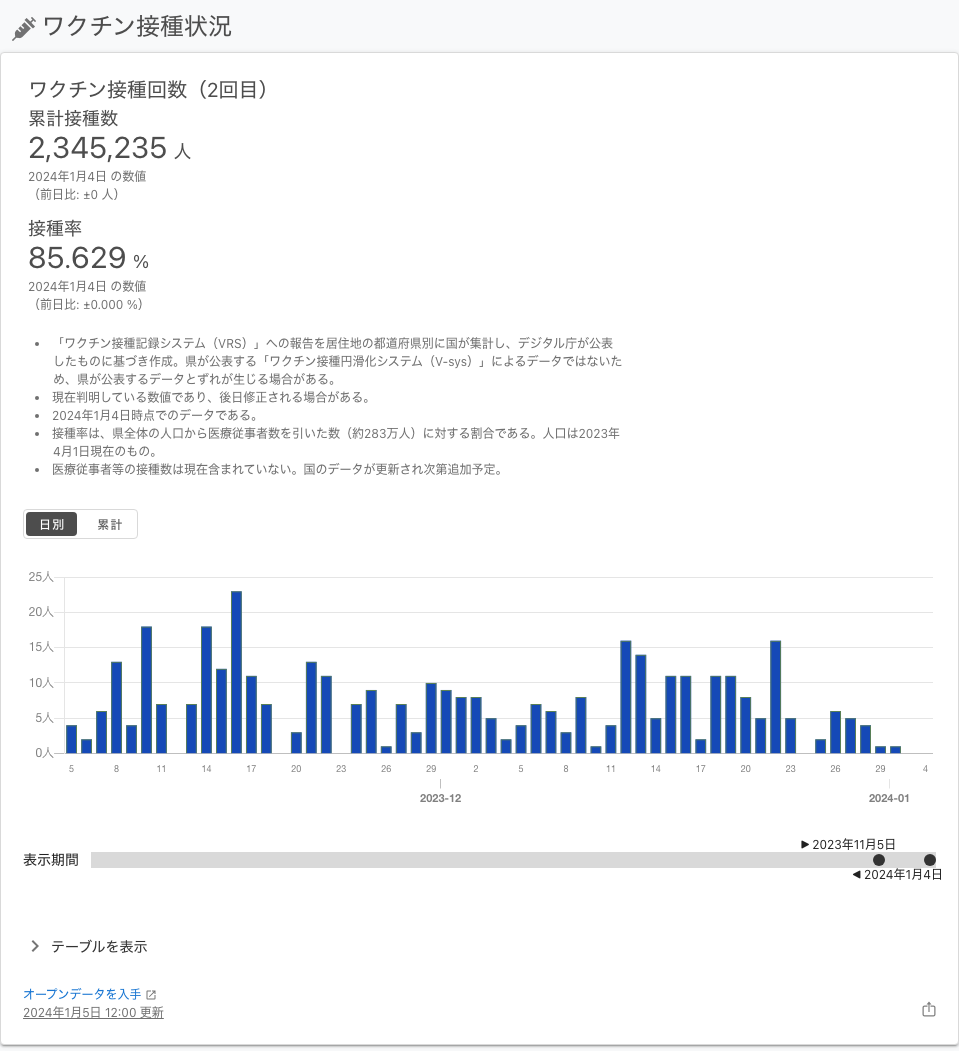 ワクチン接種状況
ワクチン接種回数（2回目）
累計接種数
2,345,235 人
2024年1月4日 の数値
（前日比: ±0 人）
接種率
85.629 %
2024年1月4日 の数値
（前日比: ±0.000 %）
• 「ワクチン接種記録システム（VRS）」への報告を居住地の都道府県別に国が集計し、デジタル庁が公表
したものに基づき作成。県が公表する「ワクチン接種円滑化システム（V-sys）」によるデータではないた
め、県が公表するデータとずれが生じる場合がある。
• 現在判明している数値であり、後日修正される場合がある。
• 2024年1月4日時点でのデータである。
• 接種率は、県全体の人口から医療従事者数を引いた数（約283万人）に対する割合である。人口は2023年
4月1日現在のもの。
• 医療従事者等の接種数は現在含まれていない。国のデータが更新され次第追加予定。
日別 累計
25人
20人
15人
10人
5人
0人
5 8 11 14 17 20 23 26 29 2 5 8 11 14 17 20 23 26 29 4
2023-12 2024-01
▶ 2023年11月5日
表示期間
◀ 2024年1月4日
テーブルを表示
オープンデータを入手
2024年1月5日 12:00 更新